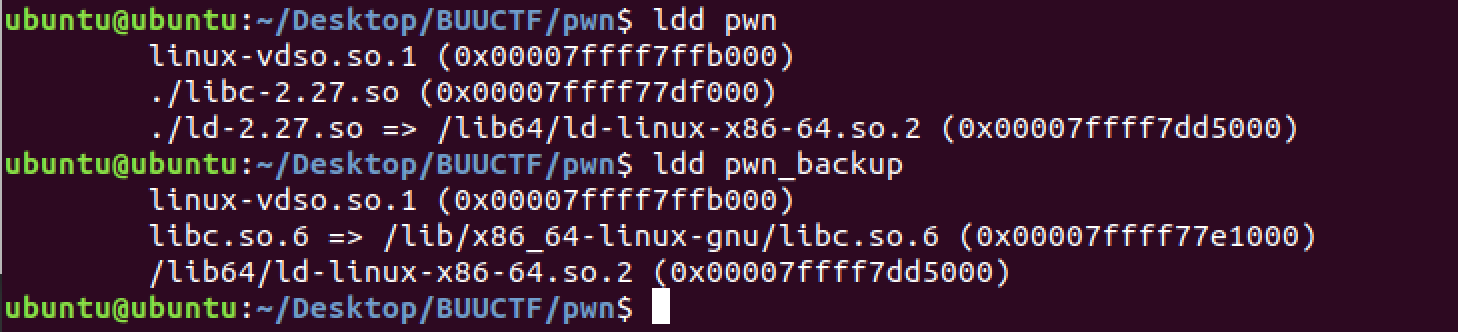 ubuntu@ubuntu:~/Desktop/BUUCTF/pwn$ ldd pwn
linux-vdso.so.1 (0x00007ffff7ffb000)
./libc-2.27.so (0x00007ffff77df000)
./ld-2.27.so => /lib64/ld-linux-x86-64.so.2 (0x00007ffff7dd5000)
ubuntu@ubuntu:~/Desktop/BUUCTF/pwn$ ldd pwn_backup
linux-vdso.so.1 (0x00007ffff7ffb000)
libc.so.6 => /lib/x86_64-linux-gnu/libc.so.6 (0x00007ffff77e1000)
/lib64/ld-linux-x86-64.so.2 (0x00007ffff7dd5000)
ubuntu@ubuntu:~/Desktop/BUUCTF/pwn$